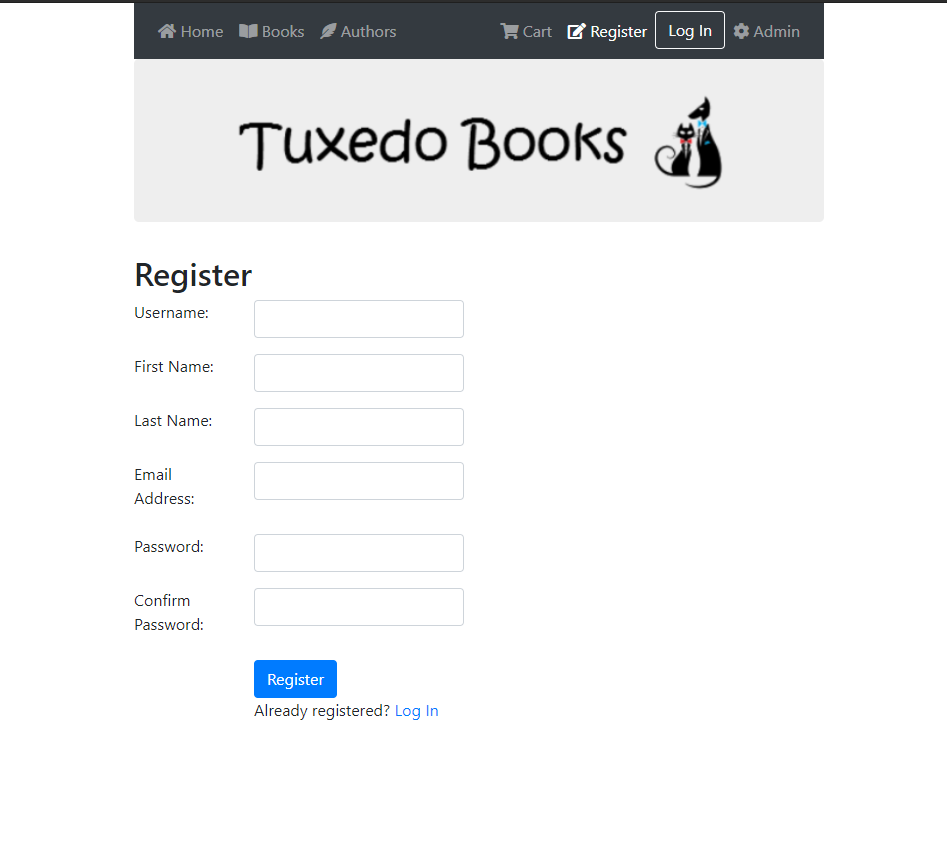 Home Books Authors Cart Register Log In Admin
Tuxedo Books
Register
Username:
First Name:
Last Name:
Email
Address:
Password:
Confirm
Password:
Register
Already registered? Log In